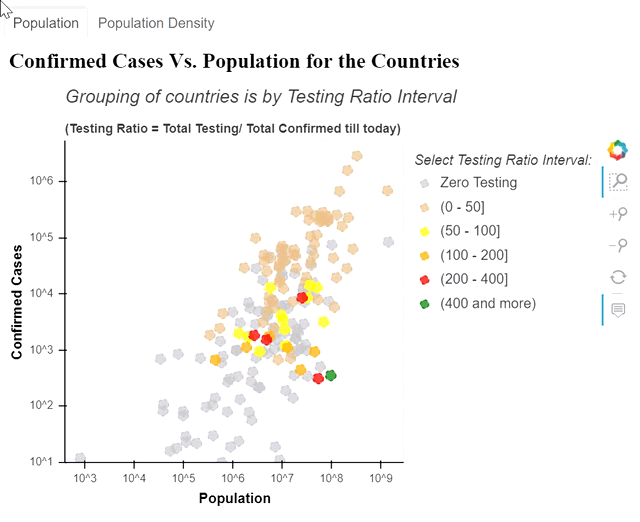 Population Population Density
Confirmed Cases Vs. Population for the Countries
Grouping of countries is by Testing Ratio Interval
(Testing Ratio = Total Testing/ Total Confirmed till today)
Select Testing Ratio Interval:
Zero Testing
(0 - 50]
(50 - 100]
(100 - 200]
(200 - 400]
(400 and more)
Confirmed Cases
10^6
10^5
10^4
10^3
10^2
10^1
10^3 10^4 10^5 10^6 10^7 10^8 10^9
Population